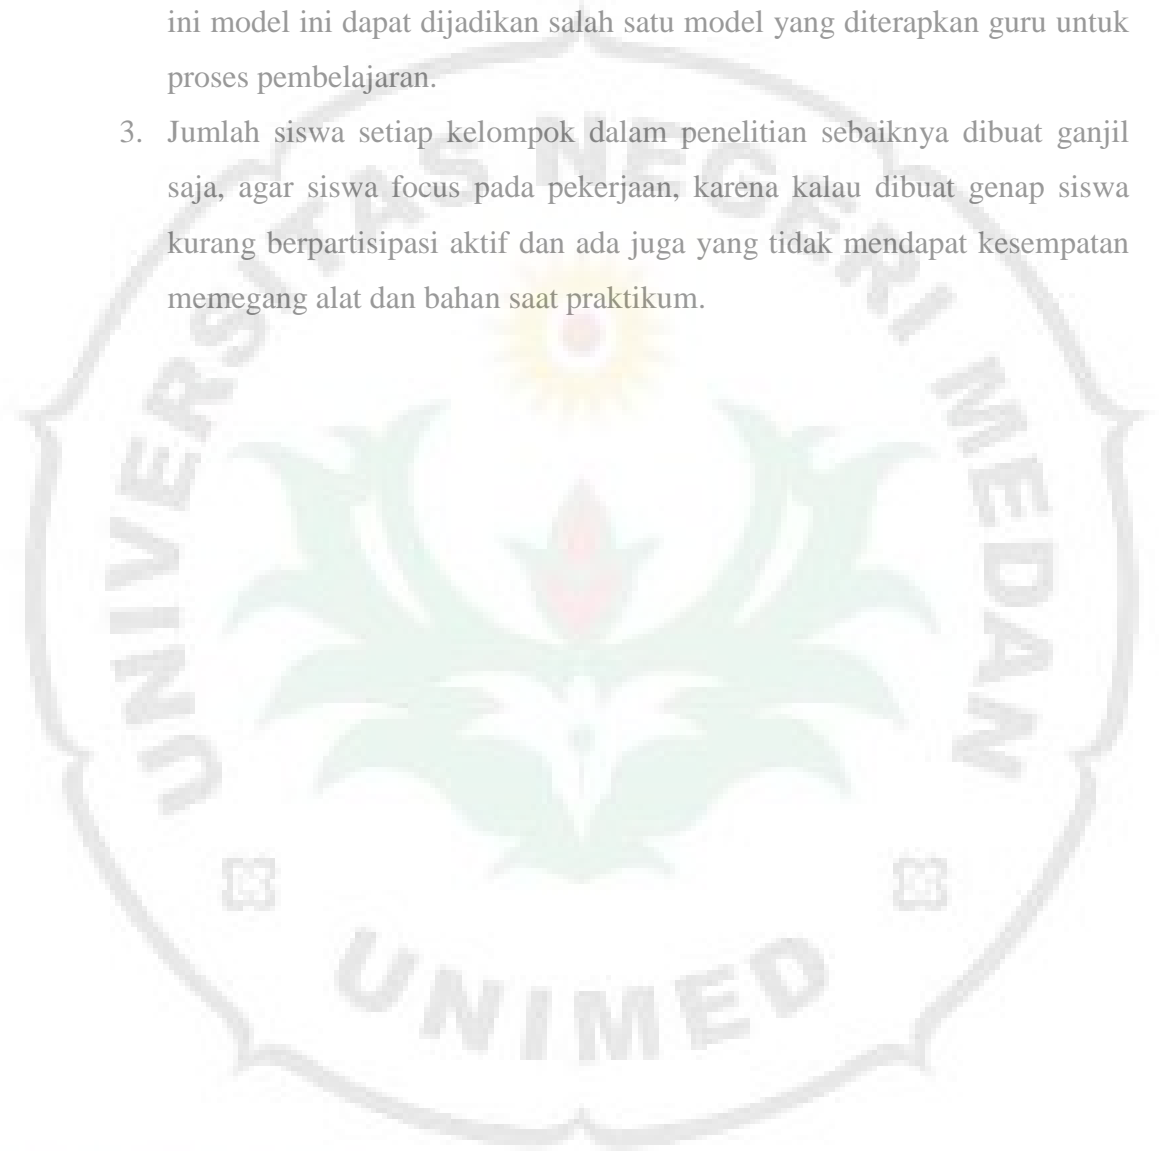 ini model ini dapat dijadikan salah satu model yang diterapkan guru untuk
proses pembelajaran.
3. Jumlah siswa setiap kelompok dalam penelitian sebaiknya dibuat ganjil
saja, agar siswa focus pada pekerjaan, karena kalau dibuat genap siswa
kurang berpartisipasi aktif dan ada juga yang tidak mendapat kesempatan
memegang alat dan bahan saat praktikum.
UNIVERSITAS NEGERI MEDAN
UNIMED